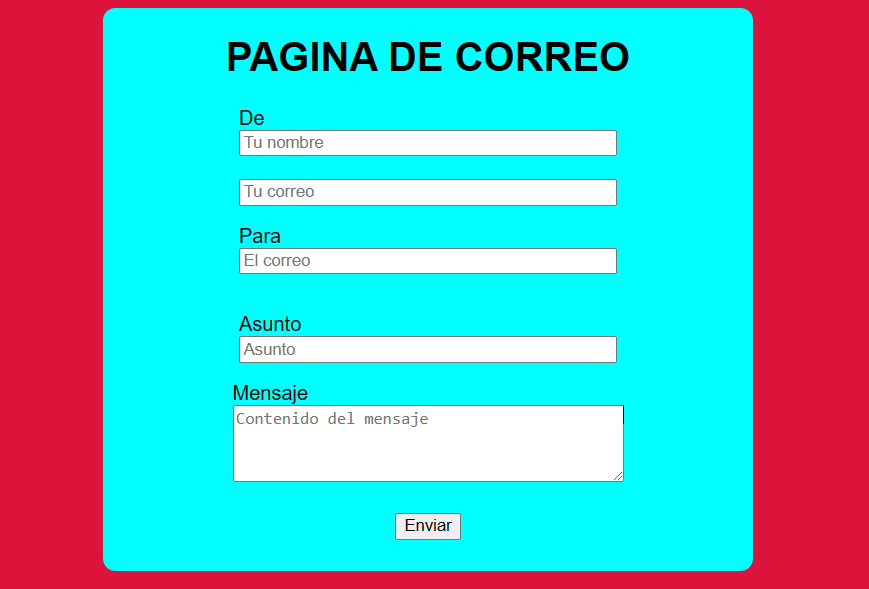 PAGINA DE CORREO
De
Tu nombre
Tu correo
Para
El correo
Asunto
Asunto
Mensaje
Contenido del mensaje
Enviar